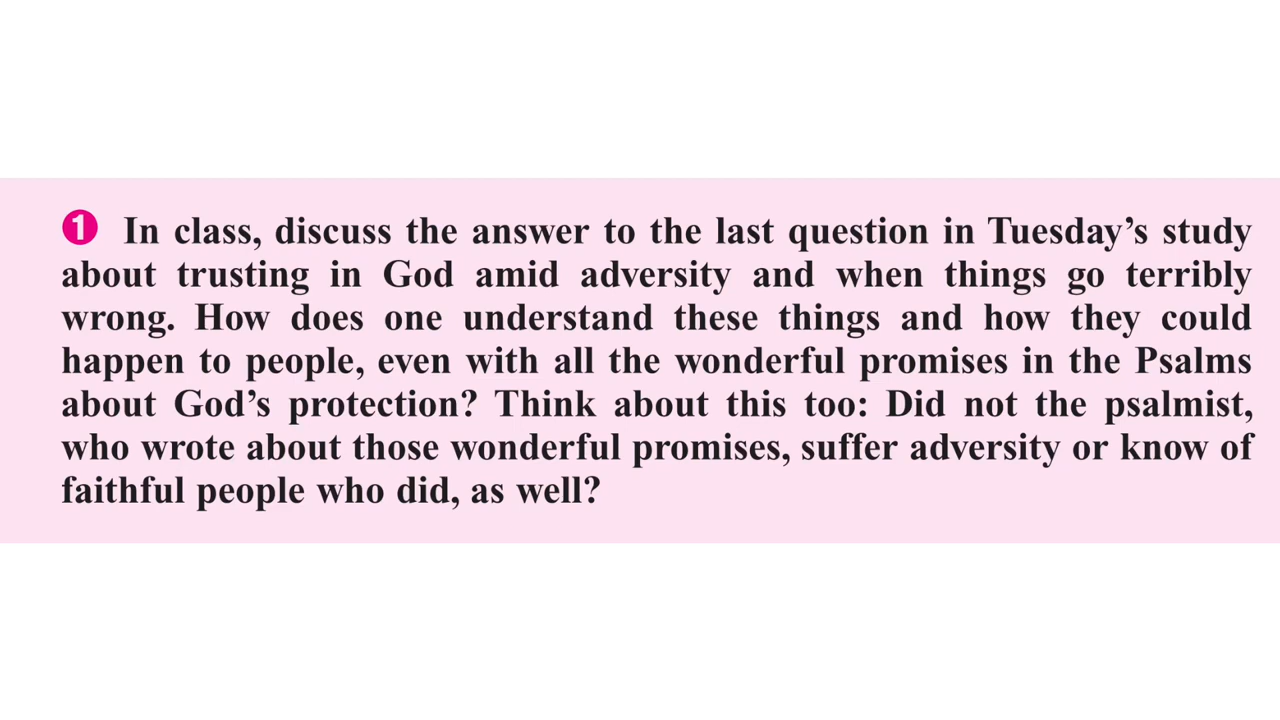 1 In class, discuss the answer to the last question in Tuesday’s study
about trusting in God amid adversity and when things go terribly
wrong. How does one understand these things and how they could
happen to people, even with all the wonderful promises in the Psalms
about God’s protection? Think about this too: Did not the psalmist,
who wrote about those wonderful promises, suffer adversity or know of
faithful people who did, as well?